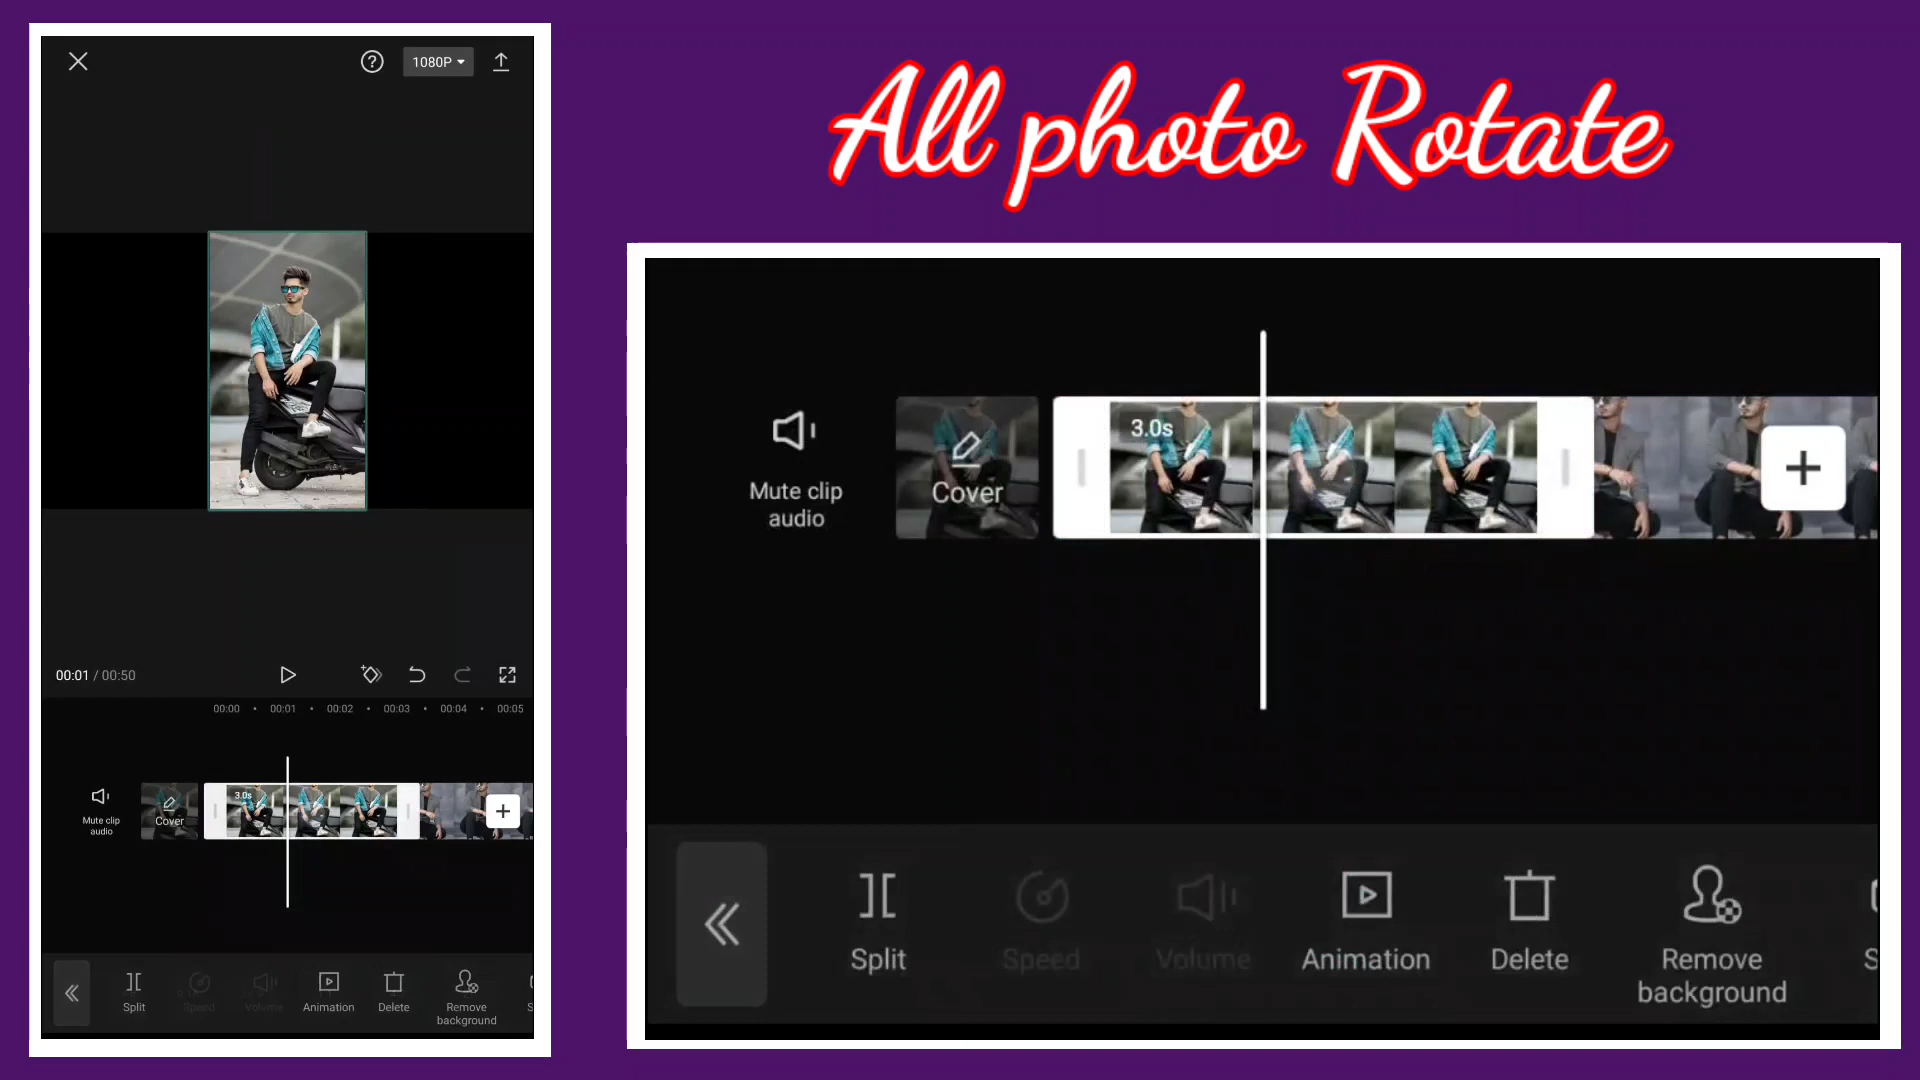 All photo Rotate
1080P
00:01 / 00:50
00:00 00:01 00:02 00:03 00:04 00:05
3.0s
Mute clip
audio
Cover
Split Speed Volume Animation Delete Remove
background
S
3.0s
Mute clip
audio
Cover
Split Speed Volume Animation Delete Remove
background
S